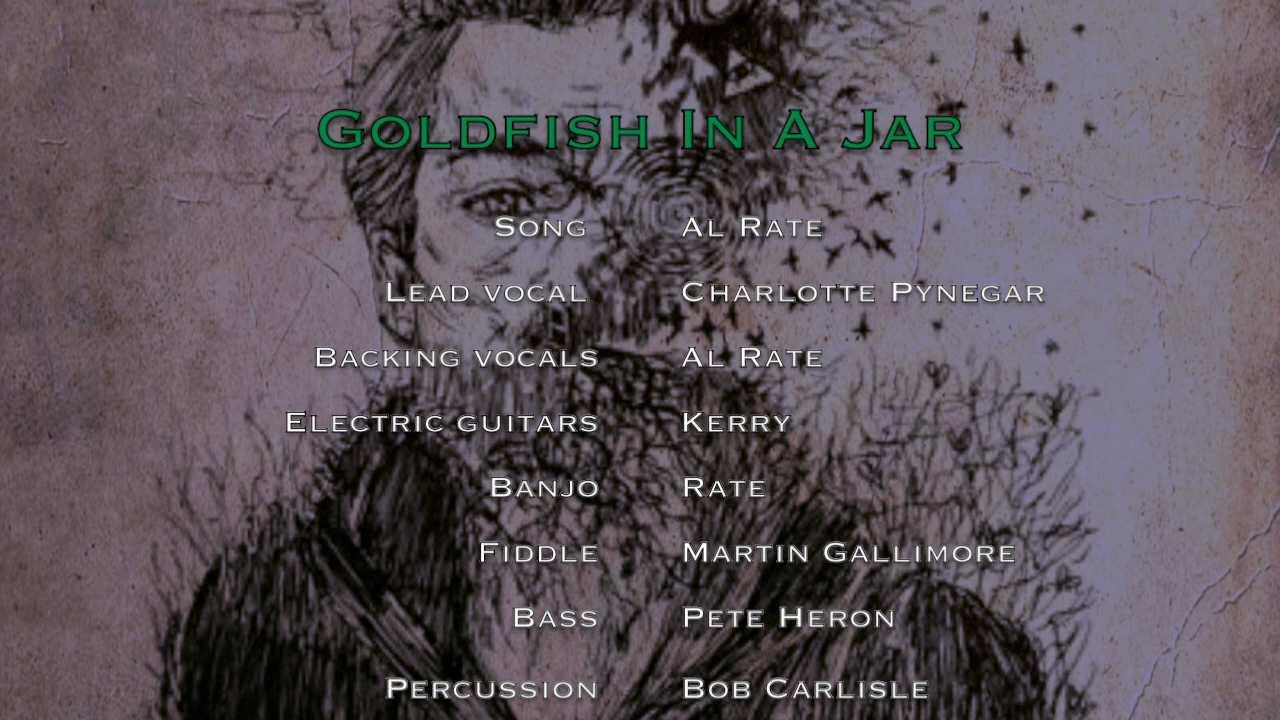 Goldfish In A Jar
Song Al Rate
Lead vocal Charlotte Pynegar
Backing vocals Al Rate
Electric guitars Kerry
Banjo Rate
Fiddle Martin Gallimore
Bass Pete Heron
Percussion Bob Carlisle